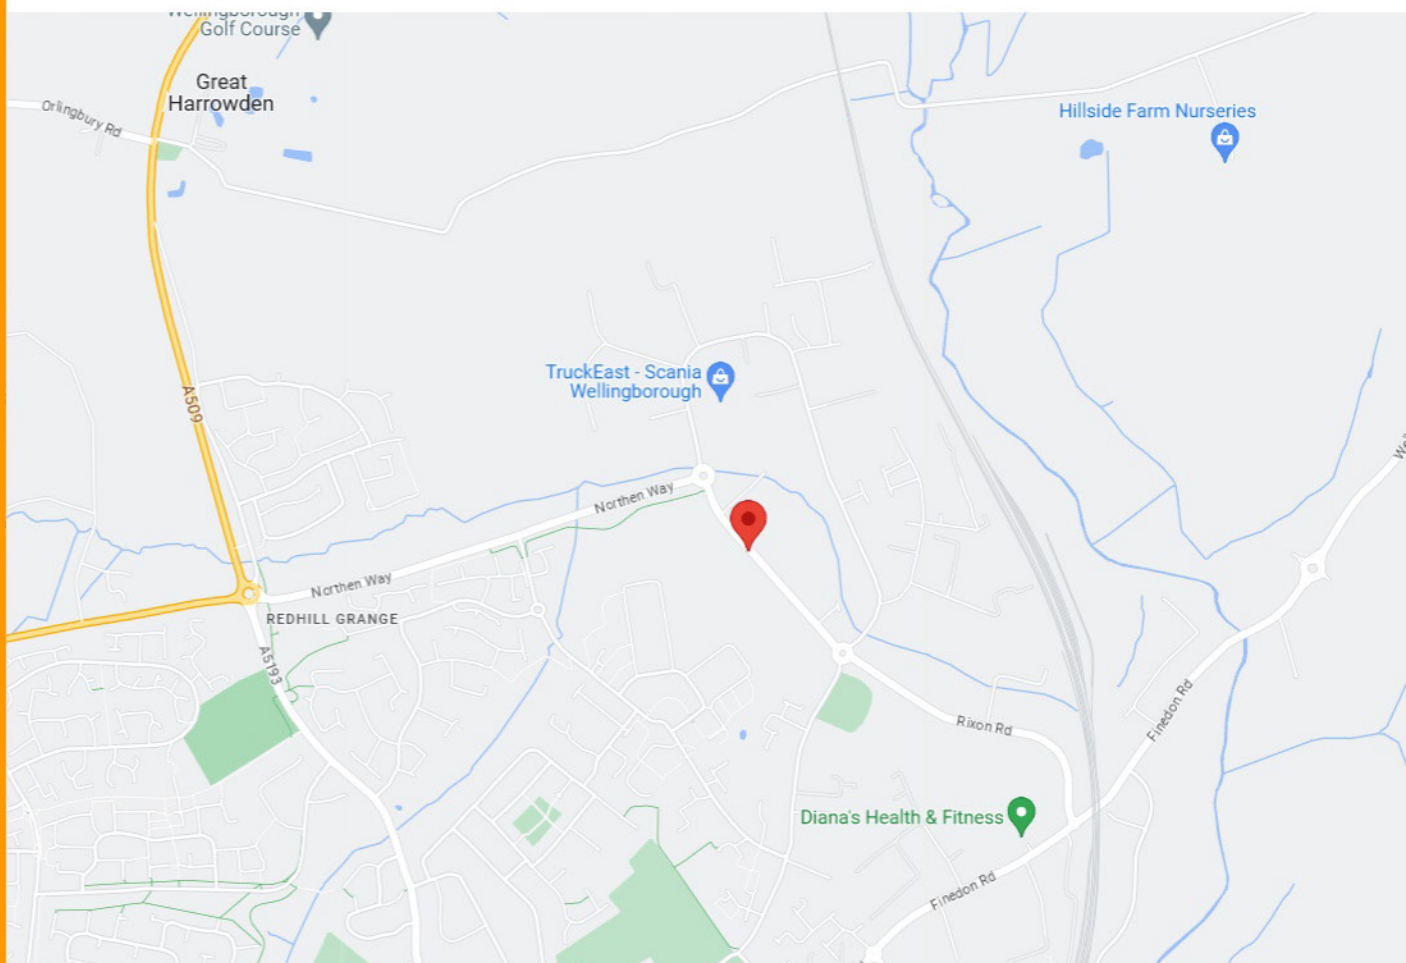 Wellingborough
Golf Course
Great
Harrowden
Orlingbury Rd
Hillside Farm Nurseries
A509
TruckEast - Scania
Wellingborough
Northen Way
Northen Way
REDHILL GRANGE
A5193
Rixon Rd
Finedon Rd
Diana's Health & Fitness
Finedon Rd